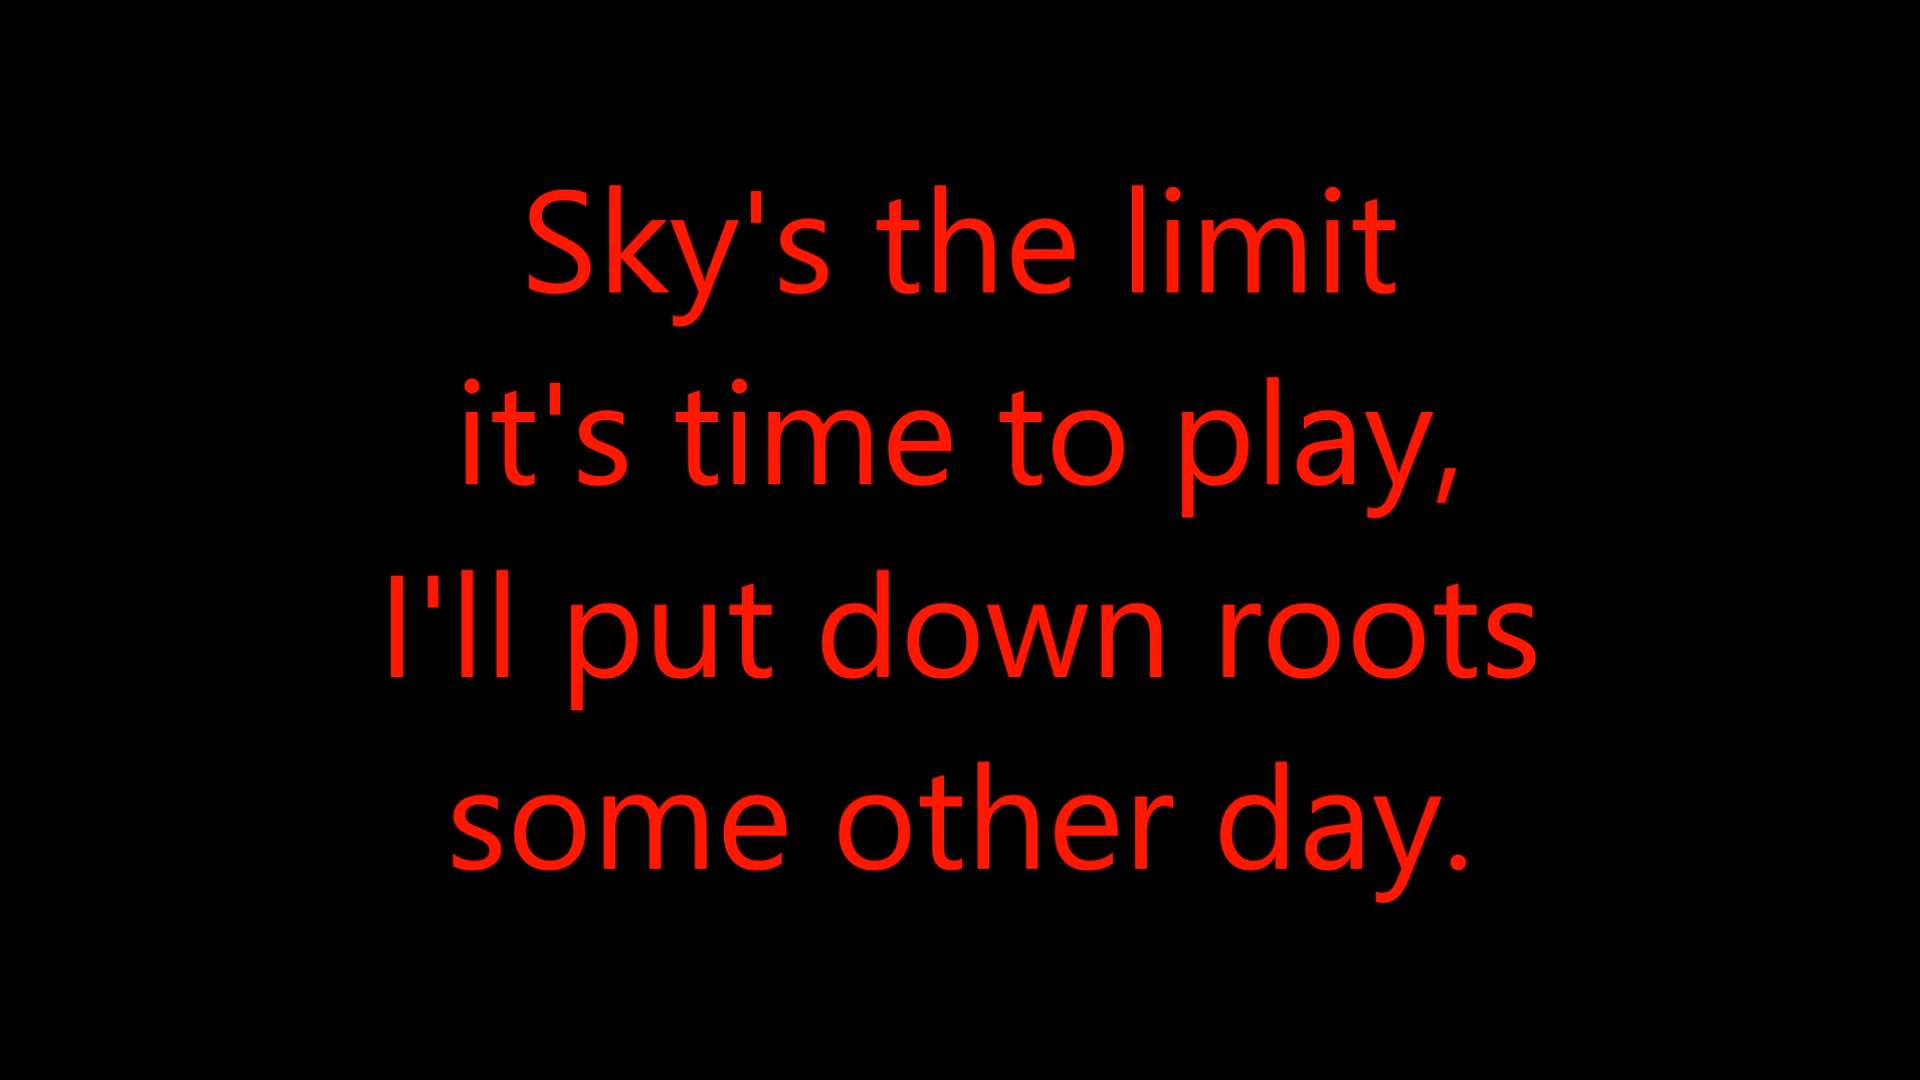 Sky's the limit
it's time to play,
I'll put down roots
some other day.